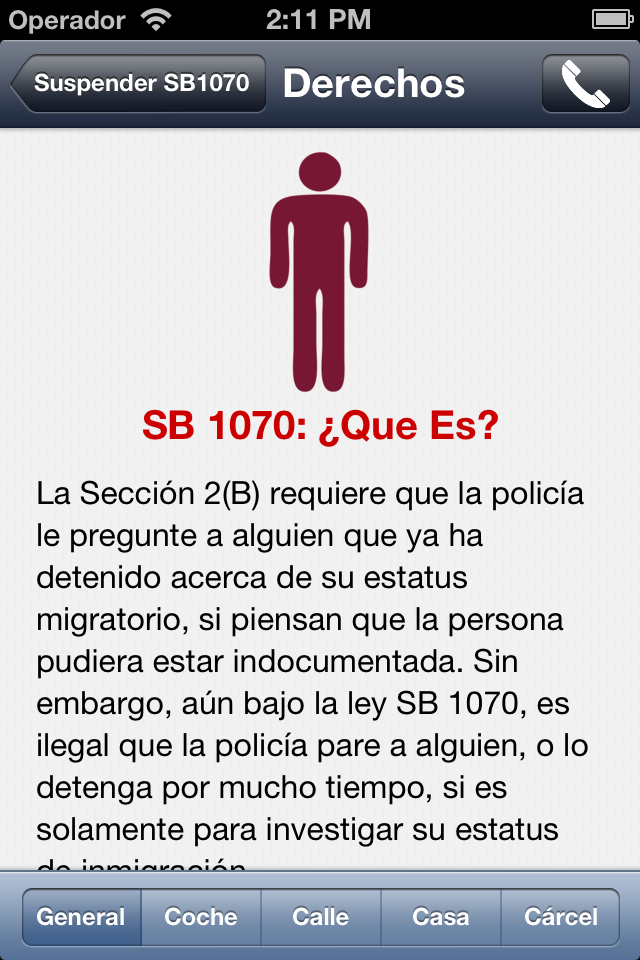 Operador 2:11 PM
Suspender SB1070 Derechos
SB 1070: ¿Que Es?
La Sección 2(B) requiere que la policía
le pregunte a alguien que ya ha
detenido acerca de su estatus
migratorio, si piensan que la persona
pudiera estar indocumentada. Sin
embargo, aún bajo la ley SB 1070, es
ilegal que la policía pare a alguien, o lo
detenga por mucho tiempo, si es
solamente para investigar su estatus
de inmigración
General Coche Calle Casa Cárcel